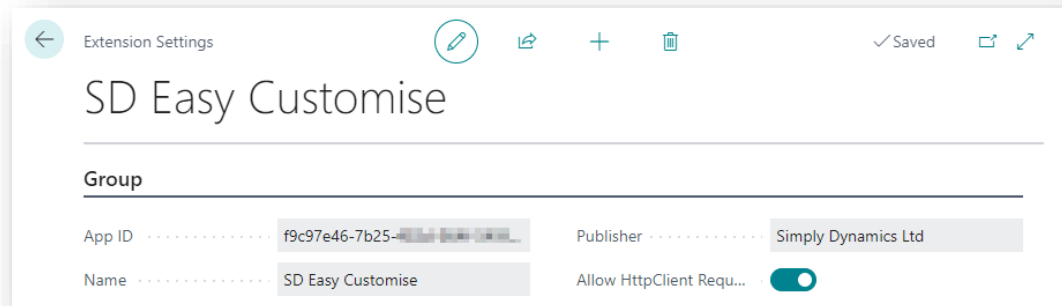 Extension Settings
Saved
SD Easy Customise
Group
App ID f9c97e46-7b25- Publisher Simply Dynamics Ltd
Name SD Easy Customise Allow HttpClient Requ...